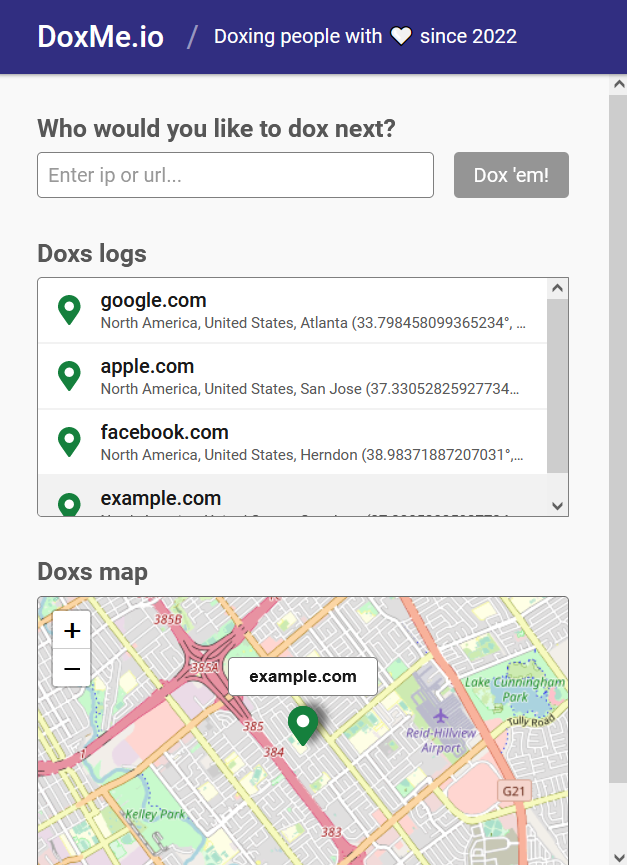 DoxMe.io / Doxing people with ❤ since 2022
Who would you like to dox next?
Enter ip or url...
Dox 'em!
Doxs logs
google.com
North America, United States, Atlanta (33.798458099365234°, ...
apple.com
North America, United States, San Jose (37.33052825927734...
facebook.com
North America, United States, Herndon (38.98371887207031°,...
example.com
Doxs map
+
−
385B
385A
example.com
Lake Cunningham
Park
Tully Road
385
384
Reid-Hillview
Airport
1
G21
Kelley Park
383